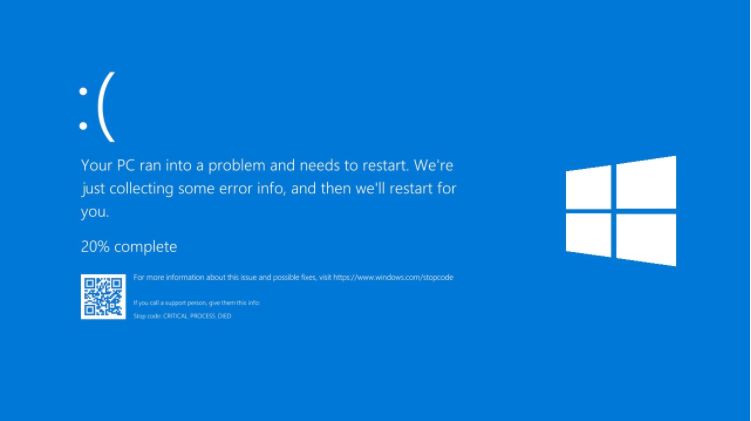 :(
Your PC ran into a problem and needs to restart. We're
just collecting some error info, and then we'll restart for
you.
20% complete
For more information about this issue and possible fixes, visit https://www.windows.com/stopcode
If you call a support person, give them this info:
Stop code: CRITICAL_PROCESS_DIED